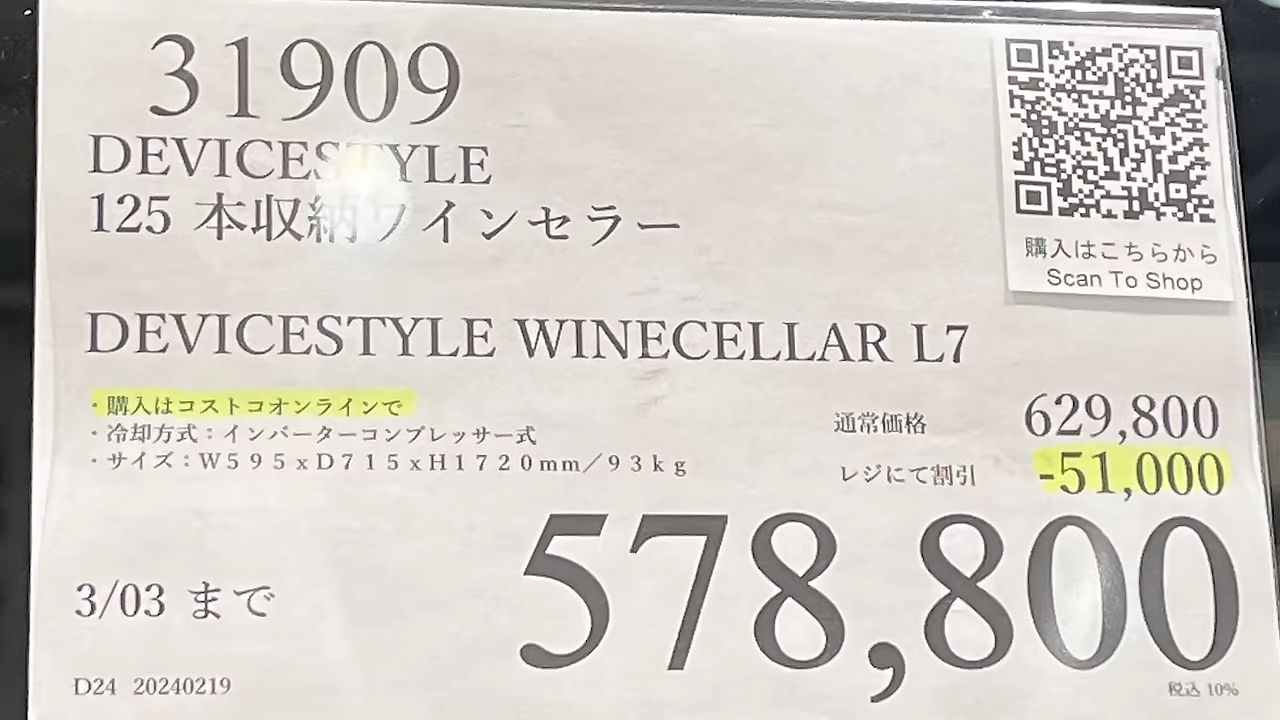 31909
DEVICESTYLE
125 本収納ワインセラー
購入はこちらから
Scan To Shop
DEVICESTYLE WINECELLAR L7
・購入はコストコオンラインで
・冷却方式：インバーターコンプレッサー式
・サイズ：Ｗ５９５ｘＤ７１５ｘＨ１７２０ｍｍ／９３ｋｇ
通常価格 629,800
レジにて割引 -51,000
578,800
3/03 まで
D24 20240219
税込 10%